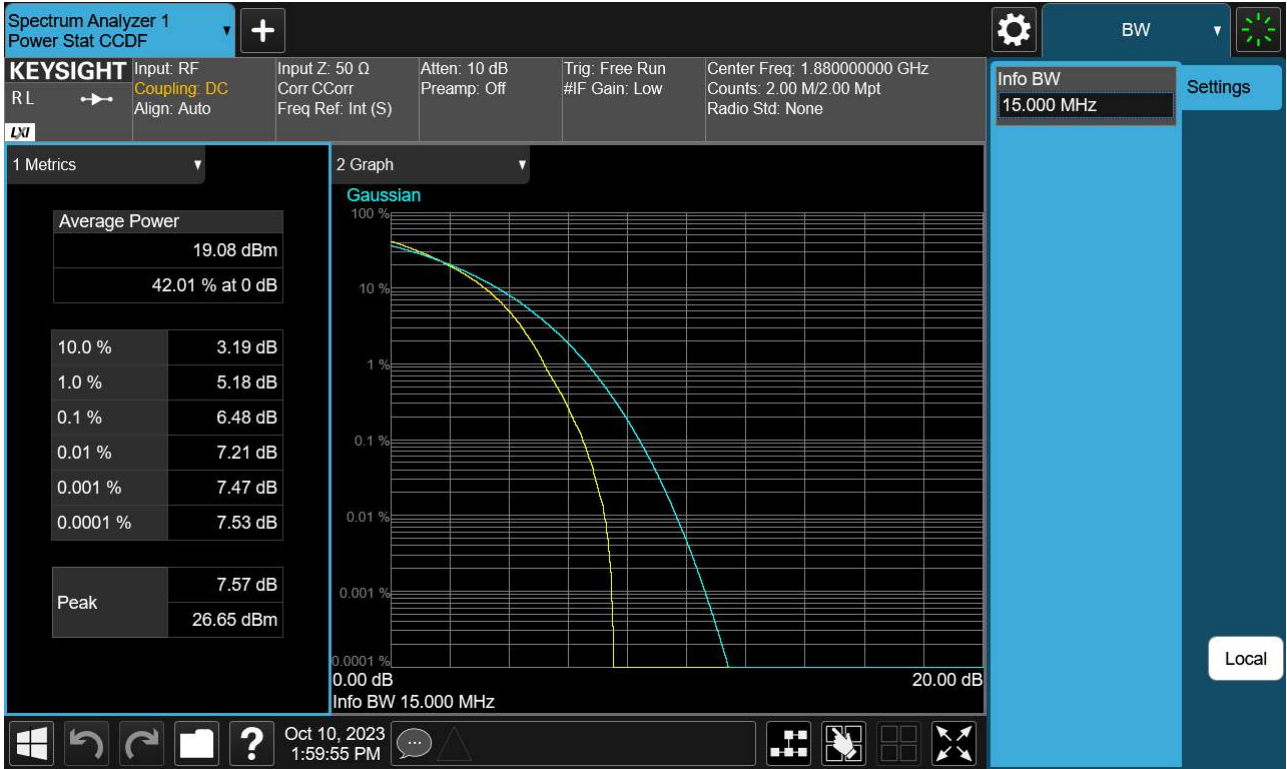 Spectrum Analyzer 1
Power Stat CCDF
BW
KEYSIGHT
R L
LXI
Input: RF
Coupling: DC
Align: Auto
Input Z: 50 Ω
Corr CCorr
Freq Ref: Int (S)
Atten: 10 dB
Preamp: Off
Trig: Free Run
#IF Gain: Low
Center Freq: 1.880000000 GHz
Counts: 2.00 M/2.00 Mpt
Radio Std: None
Info BW
15.000 MHz
Settings
1 Metrics
Average Power
19.08 dBm
42.01 % at 0 dB
10.0 % 3.19 dB
1.0 % 5.18 dB
0.1 % 6.48 dB
0.01 % 7.21 dB
0.001 % 7.47 dB
0.0001 % 7.53 dB
Peak
7.57 dB
26.65 dBm
2 Graph
Gaussian
100 %
10 %
1 %
0.1 %
0.01 %
0.001 %
0.0001 %
0.00 dB 20.00 dB
Info BW 15.000 MHz
Local
?
Oct 10, 2023
1:59:55 PM